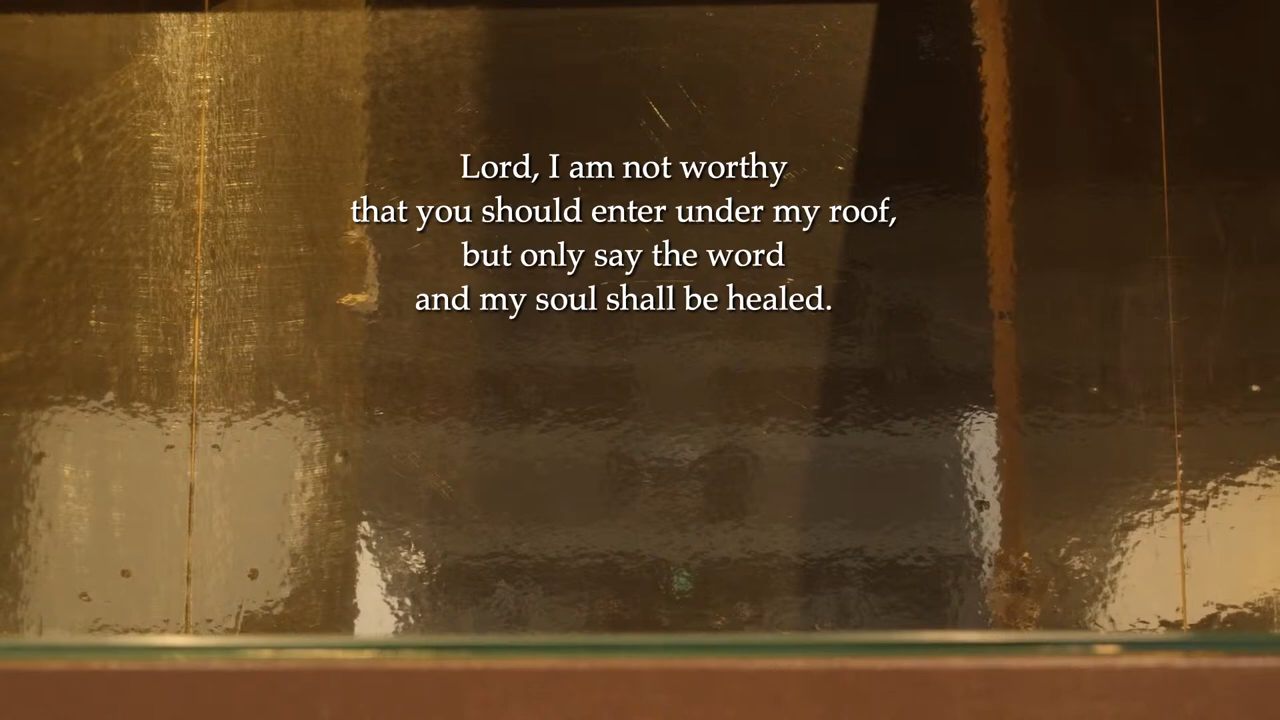 Lord, I am not worthy
that you should enter under my roof,
but only say the word
and my soul shall be healed.